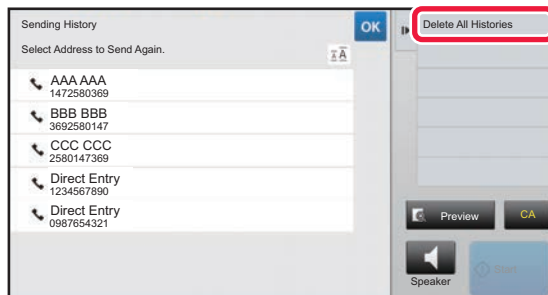 Sending History
OK
Delete All Histories
Select Address to Send Again.
AAA AAA
1472580369
BBB BBB
3692580147
CCC CCC
2580147369
Direct Entry
1234567890
Direct Entry
0987654321
Preview
CA
Speaker
Start